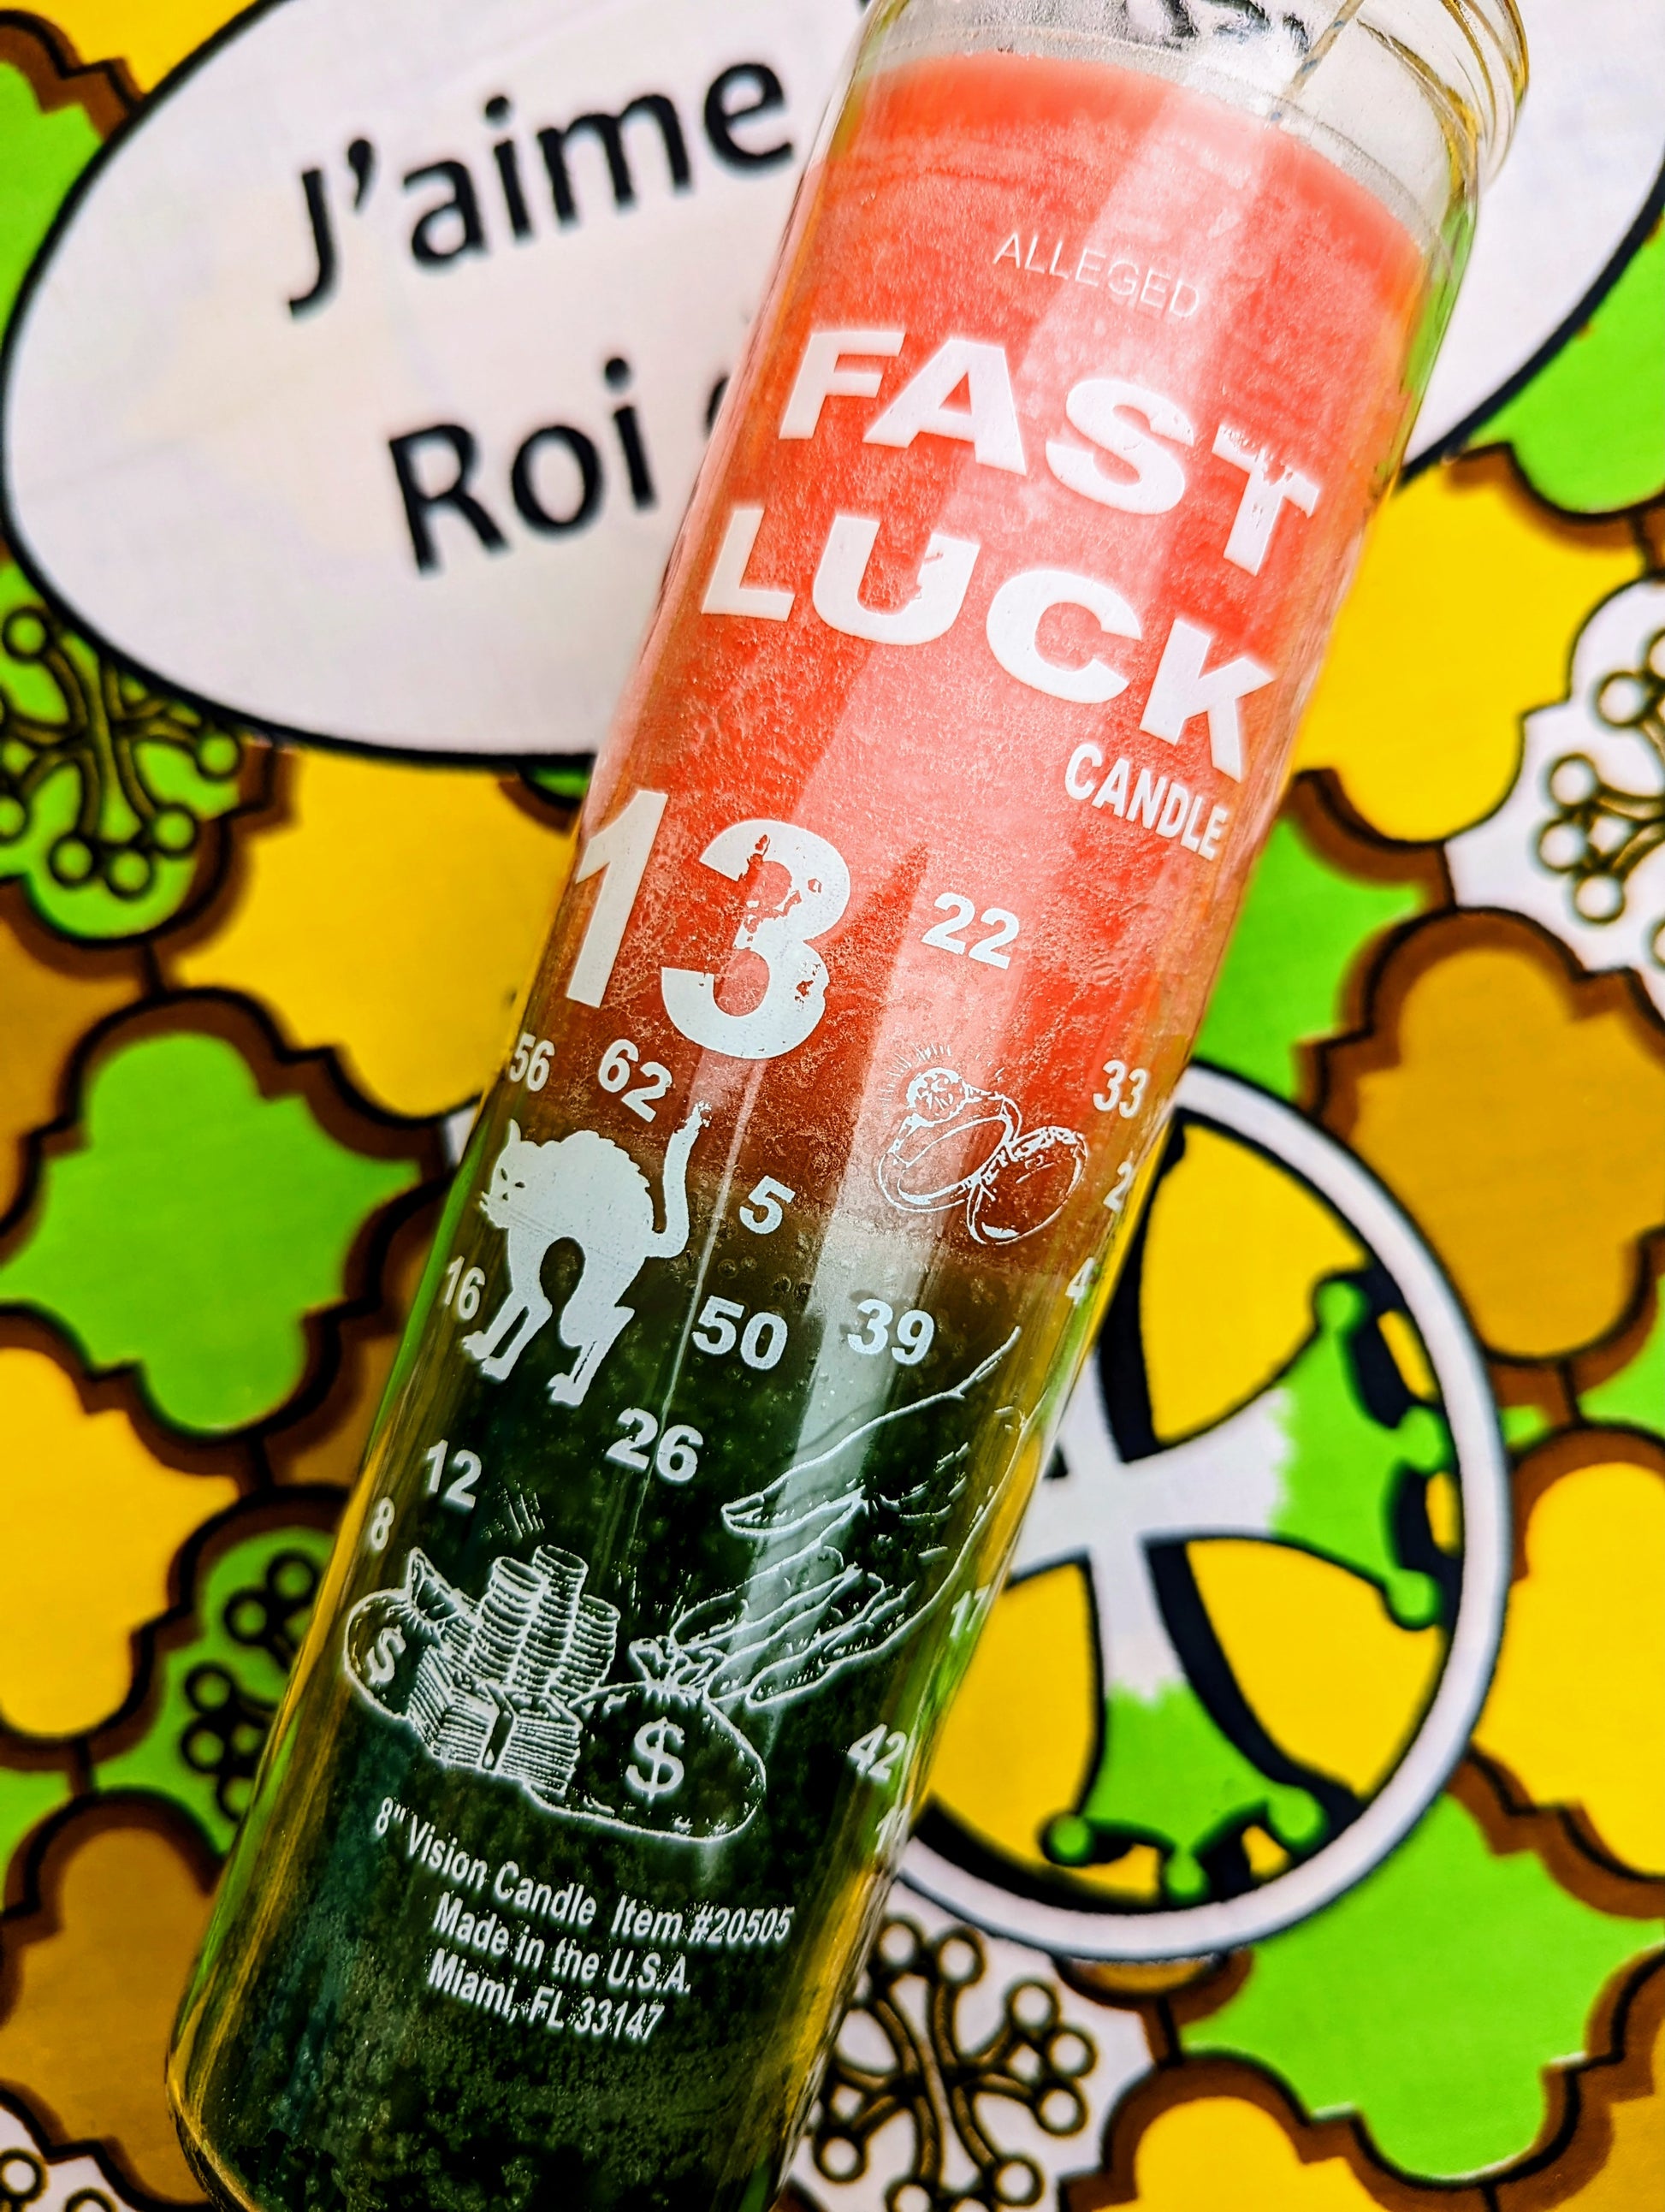 J'aime
Roi
ALLEGED
FAST
LUCK
CANDLE
13
22
56 62
33
5
16
50 39
26
12
8
$
$
17
42
8" Vision Candle Item #20505
Made in the U.S.A.
Miami, FL 33147